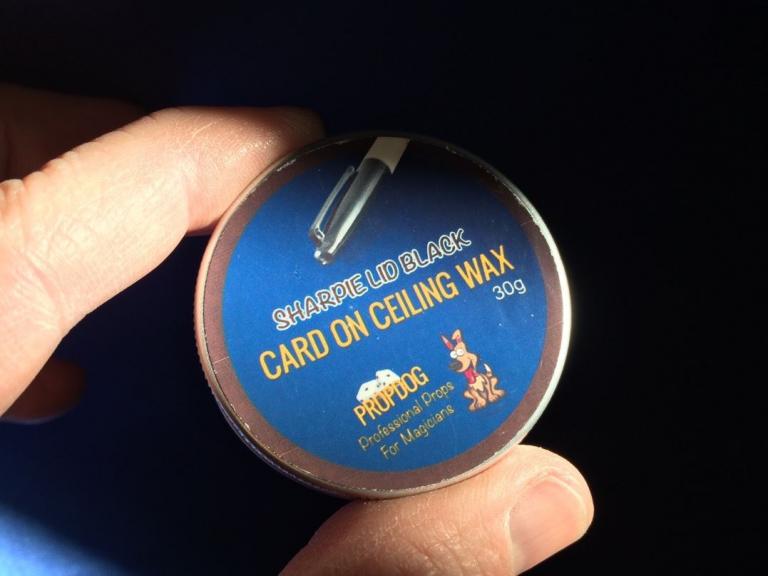 SHARPIE LID BLACK
CARD ON CEILING WAX
30g
PROPDOG
Professional Props
For Magicians